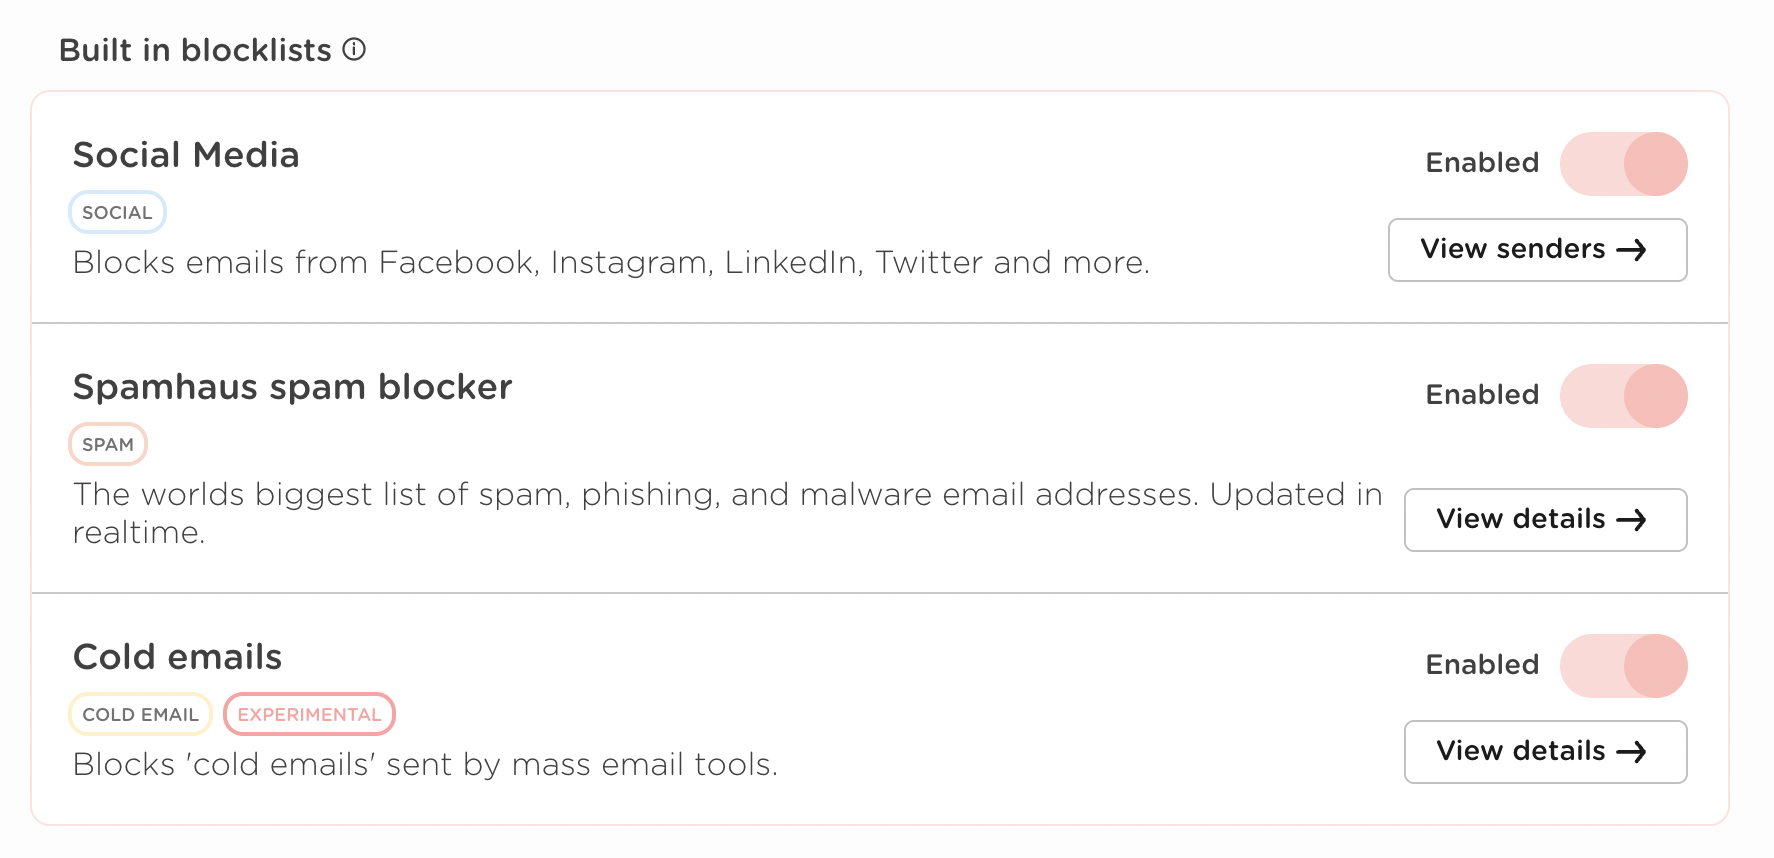 Built in blocklists
Social Media
Enabled
SOCIAL
View senders →
Blocks emails from Facebook, Instagram, LinkedIn, Twitter and more.
Spamhaus spam blocker
Enabled
SPAM
The worlds biggest list of spam, phishing, and malware email addresses. Updated in
realtime.
View details →
Cold emails
Enabled
COLD EMAIL EXPERIMENTAL
View details →
Blocks 'cold emails' sent by mass email tools.